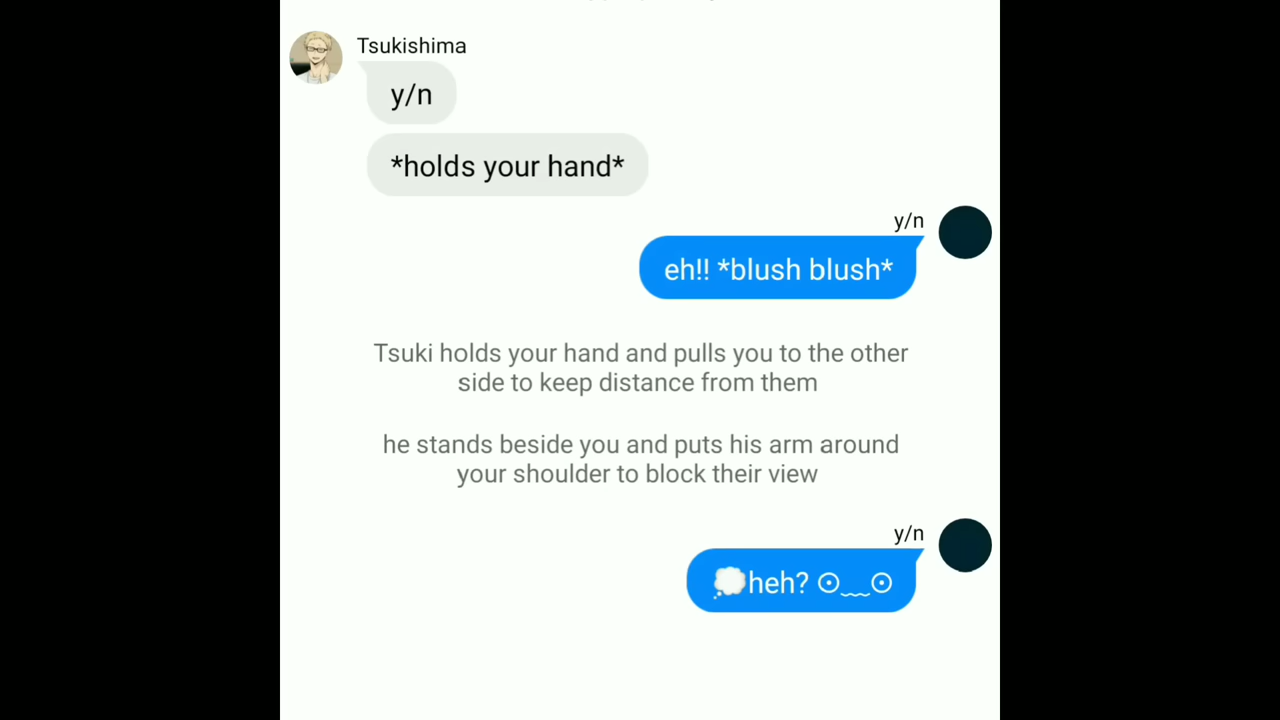 Tsukishima
y/n
*holds your hand*
y/n
eh!! *blush blush*
Tsuki holds your hand and pulls you to the other
side to keep distance from them
he stands beside you and puts his arm around
your shoulder to block their view
y/n
💭heh? ⊙﹏⊙